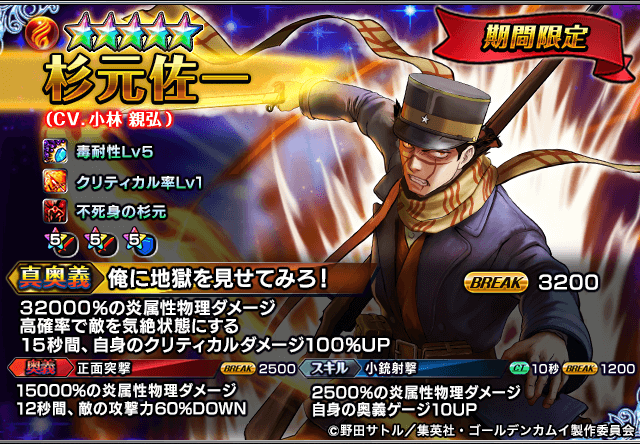 期間限定
杉元佐一
(CV.小林 親弘)
毒耐性Lv5
クリティカル率Lv1
不死身の杉元
5 5 5
真奥義 俺に地獄を見せてみろ! BREAK 3200
32000%の炎属性物理ダメージ
高確率で敵を気絶状態にする
15秒間、自身のクリティカルダメージ100%UP
奥義 正面突撃 BREAK 2500
15000%の炎属性物理ダメージ
12秒間、敵の攻撃力60%DOWN
スキル 小銃射撃 CT 10秒 BREAK 1200
2500%の炎属性物理ダメージ
自身の奥義ゲージ10UP
©野田サトル/集英社・ゴールデンカムイ製作委員会